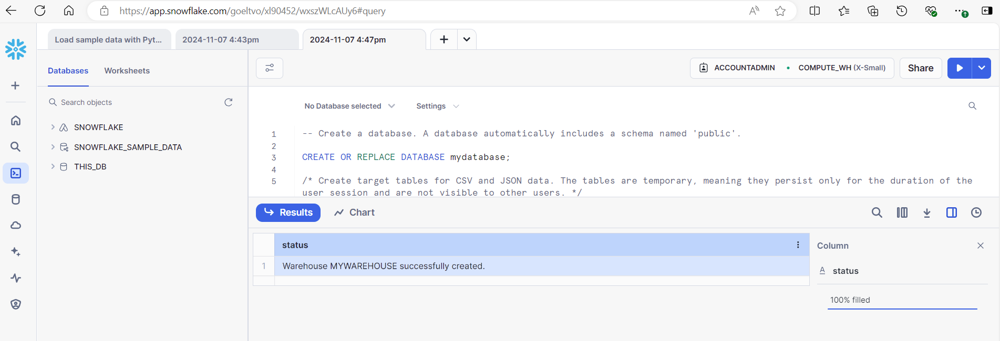 https://app.snowflake.com/goeltvo/xl90452/wxszWLcAUy6#query
Load sample data with Pyt...
2024-11-07 4:43pm
2024-11-07 4:47pm
Databases
Worksheets
ACCOUNTADMIN
COMPUTE_WH (X-Small)
Share
Search objects
No Database selected
Settings
SNOWFLAKE
SNOWFLAKE_SAMPLE_DATA
THIS_DB
1 -- Create a database. A database automatically includes a schema named 'public'.
2
3 CREATE OR REPLACE DATABASE mydatabase;
4
5 /* Create target tables for CSV and JSON data. The tables are temporary, meaning they persist only for the duration of the
user session and are not visible to other users. */
Results
Chart
status
1 Warehouse MYWAREHOUSE successfully created.
Column
A status
100% filled